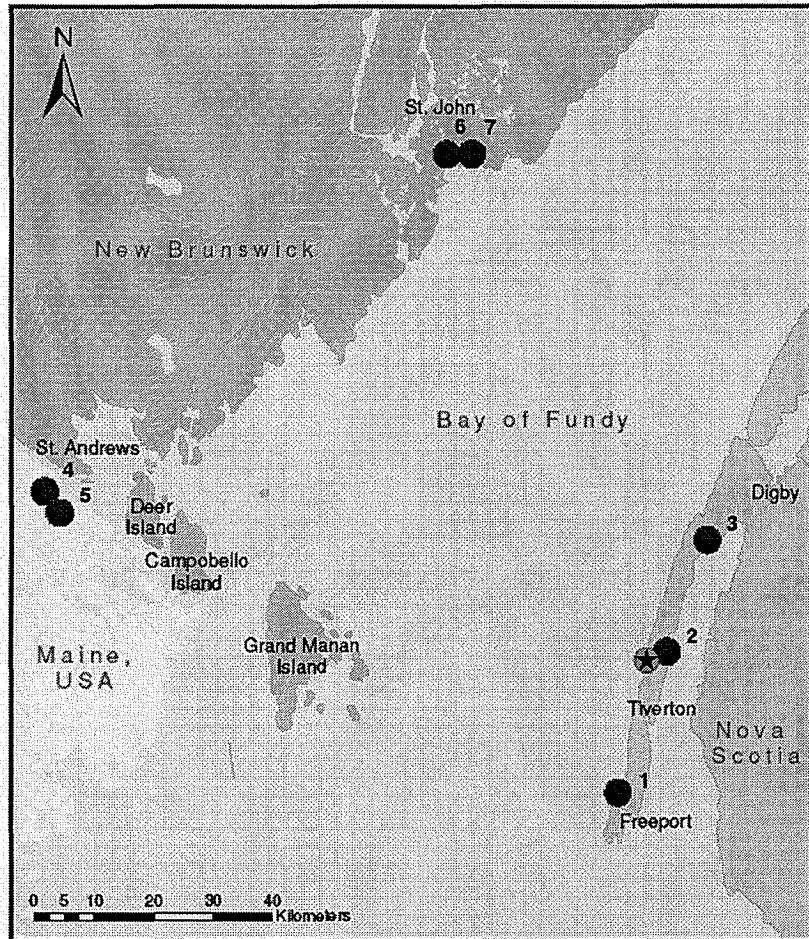 N
St. John
6 7
New Brunswick
Bay of Fundy
St. Andrews
4
5
Deer
Island
Digby
3
Campobello
Island
Grand Manan
Island
2
Maine,
USA
Tiverton
Nova
Scotia
1
Freeport
0 5 10 20 30 40
Kilometers